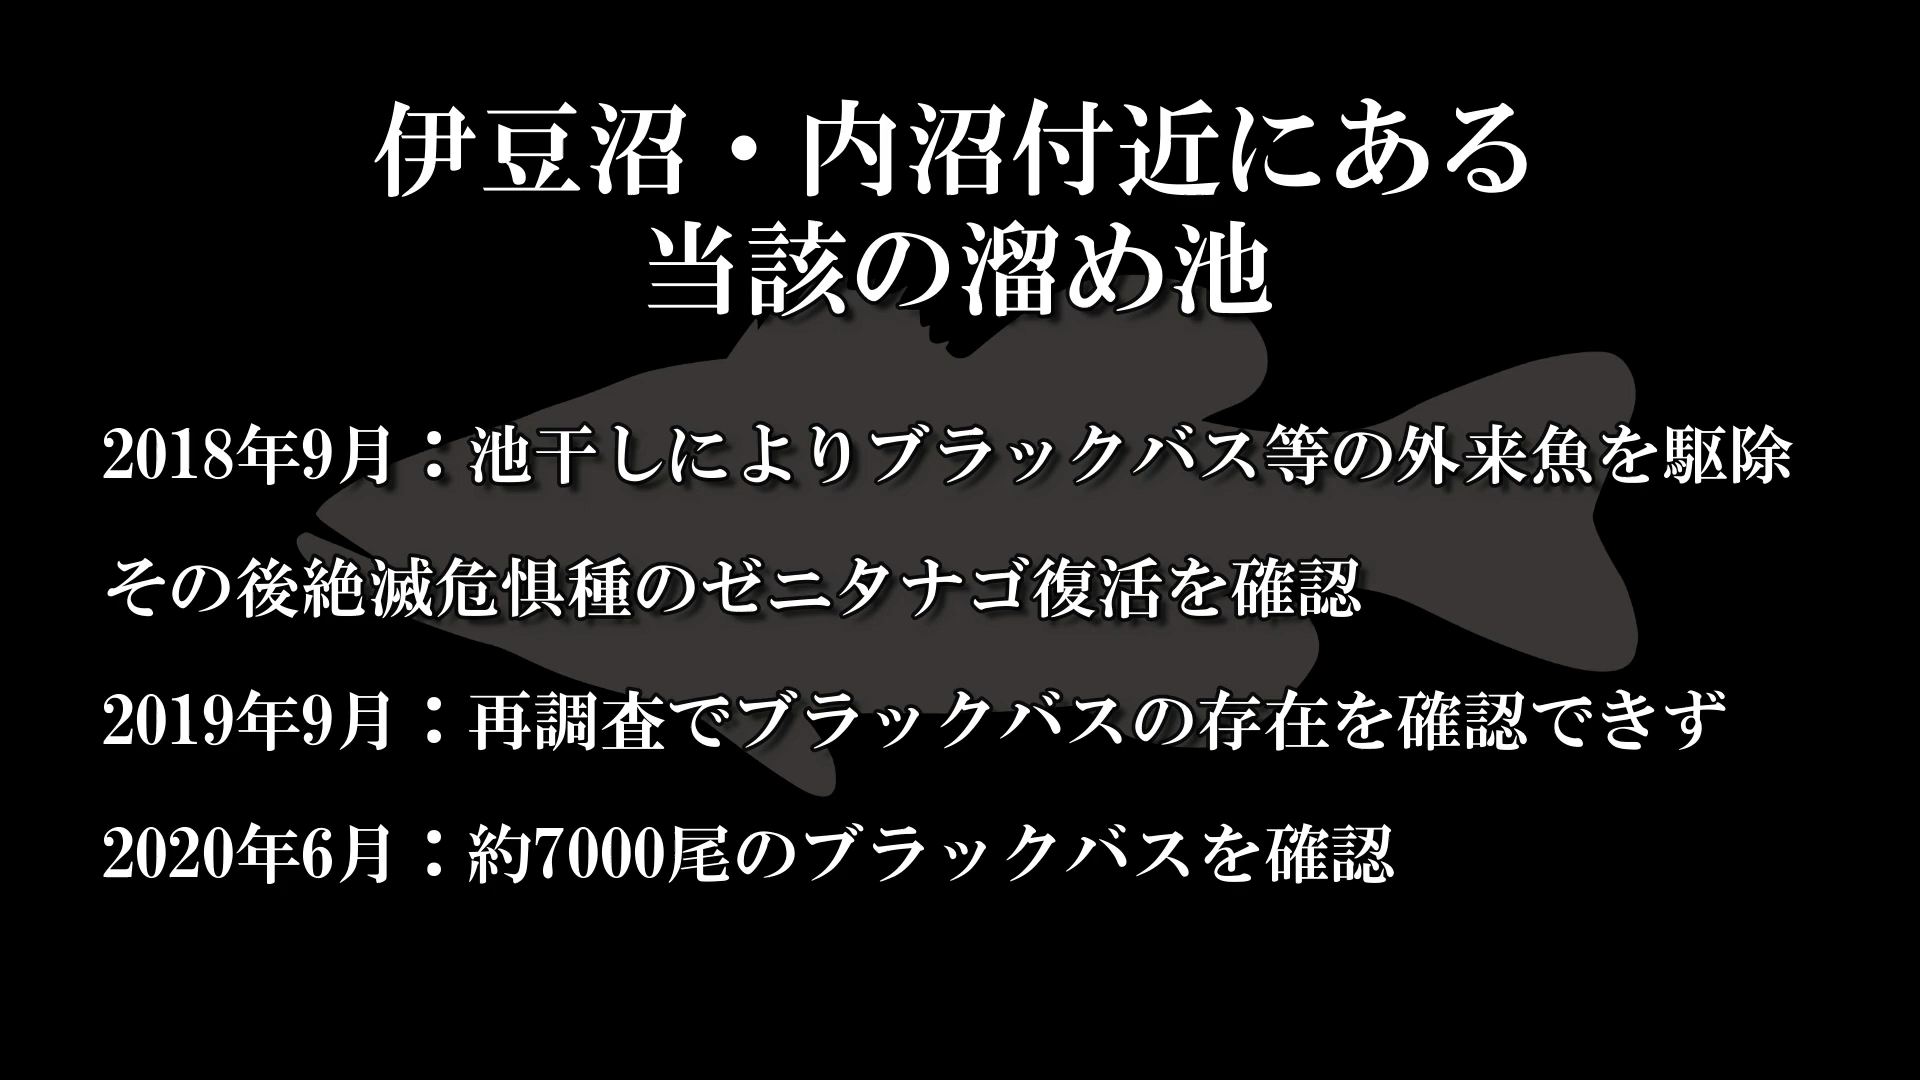 伊豆沼・内沼付近にある
当該の溜め池
2018年9月：池干しによりブラックバス等の外来魚を駆除
その後絶滅危惧種のゼニタナゴ復活を確認
2019年9月：再調査でブラックバスの存在を確認できず
2020年6月：約7000尾のブラックバスを確認